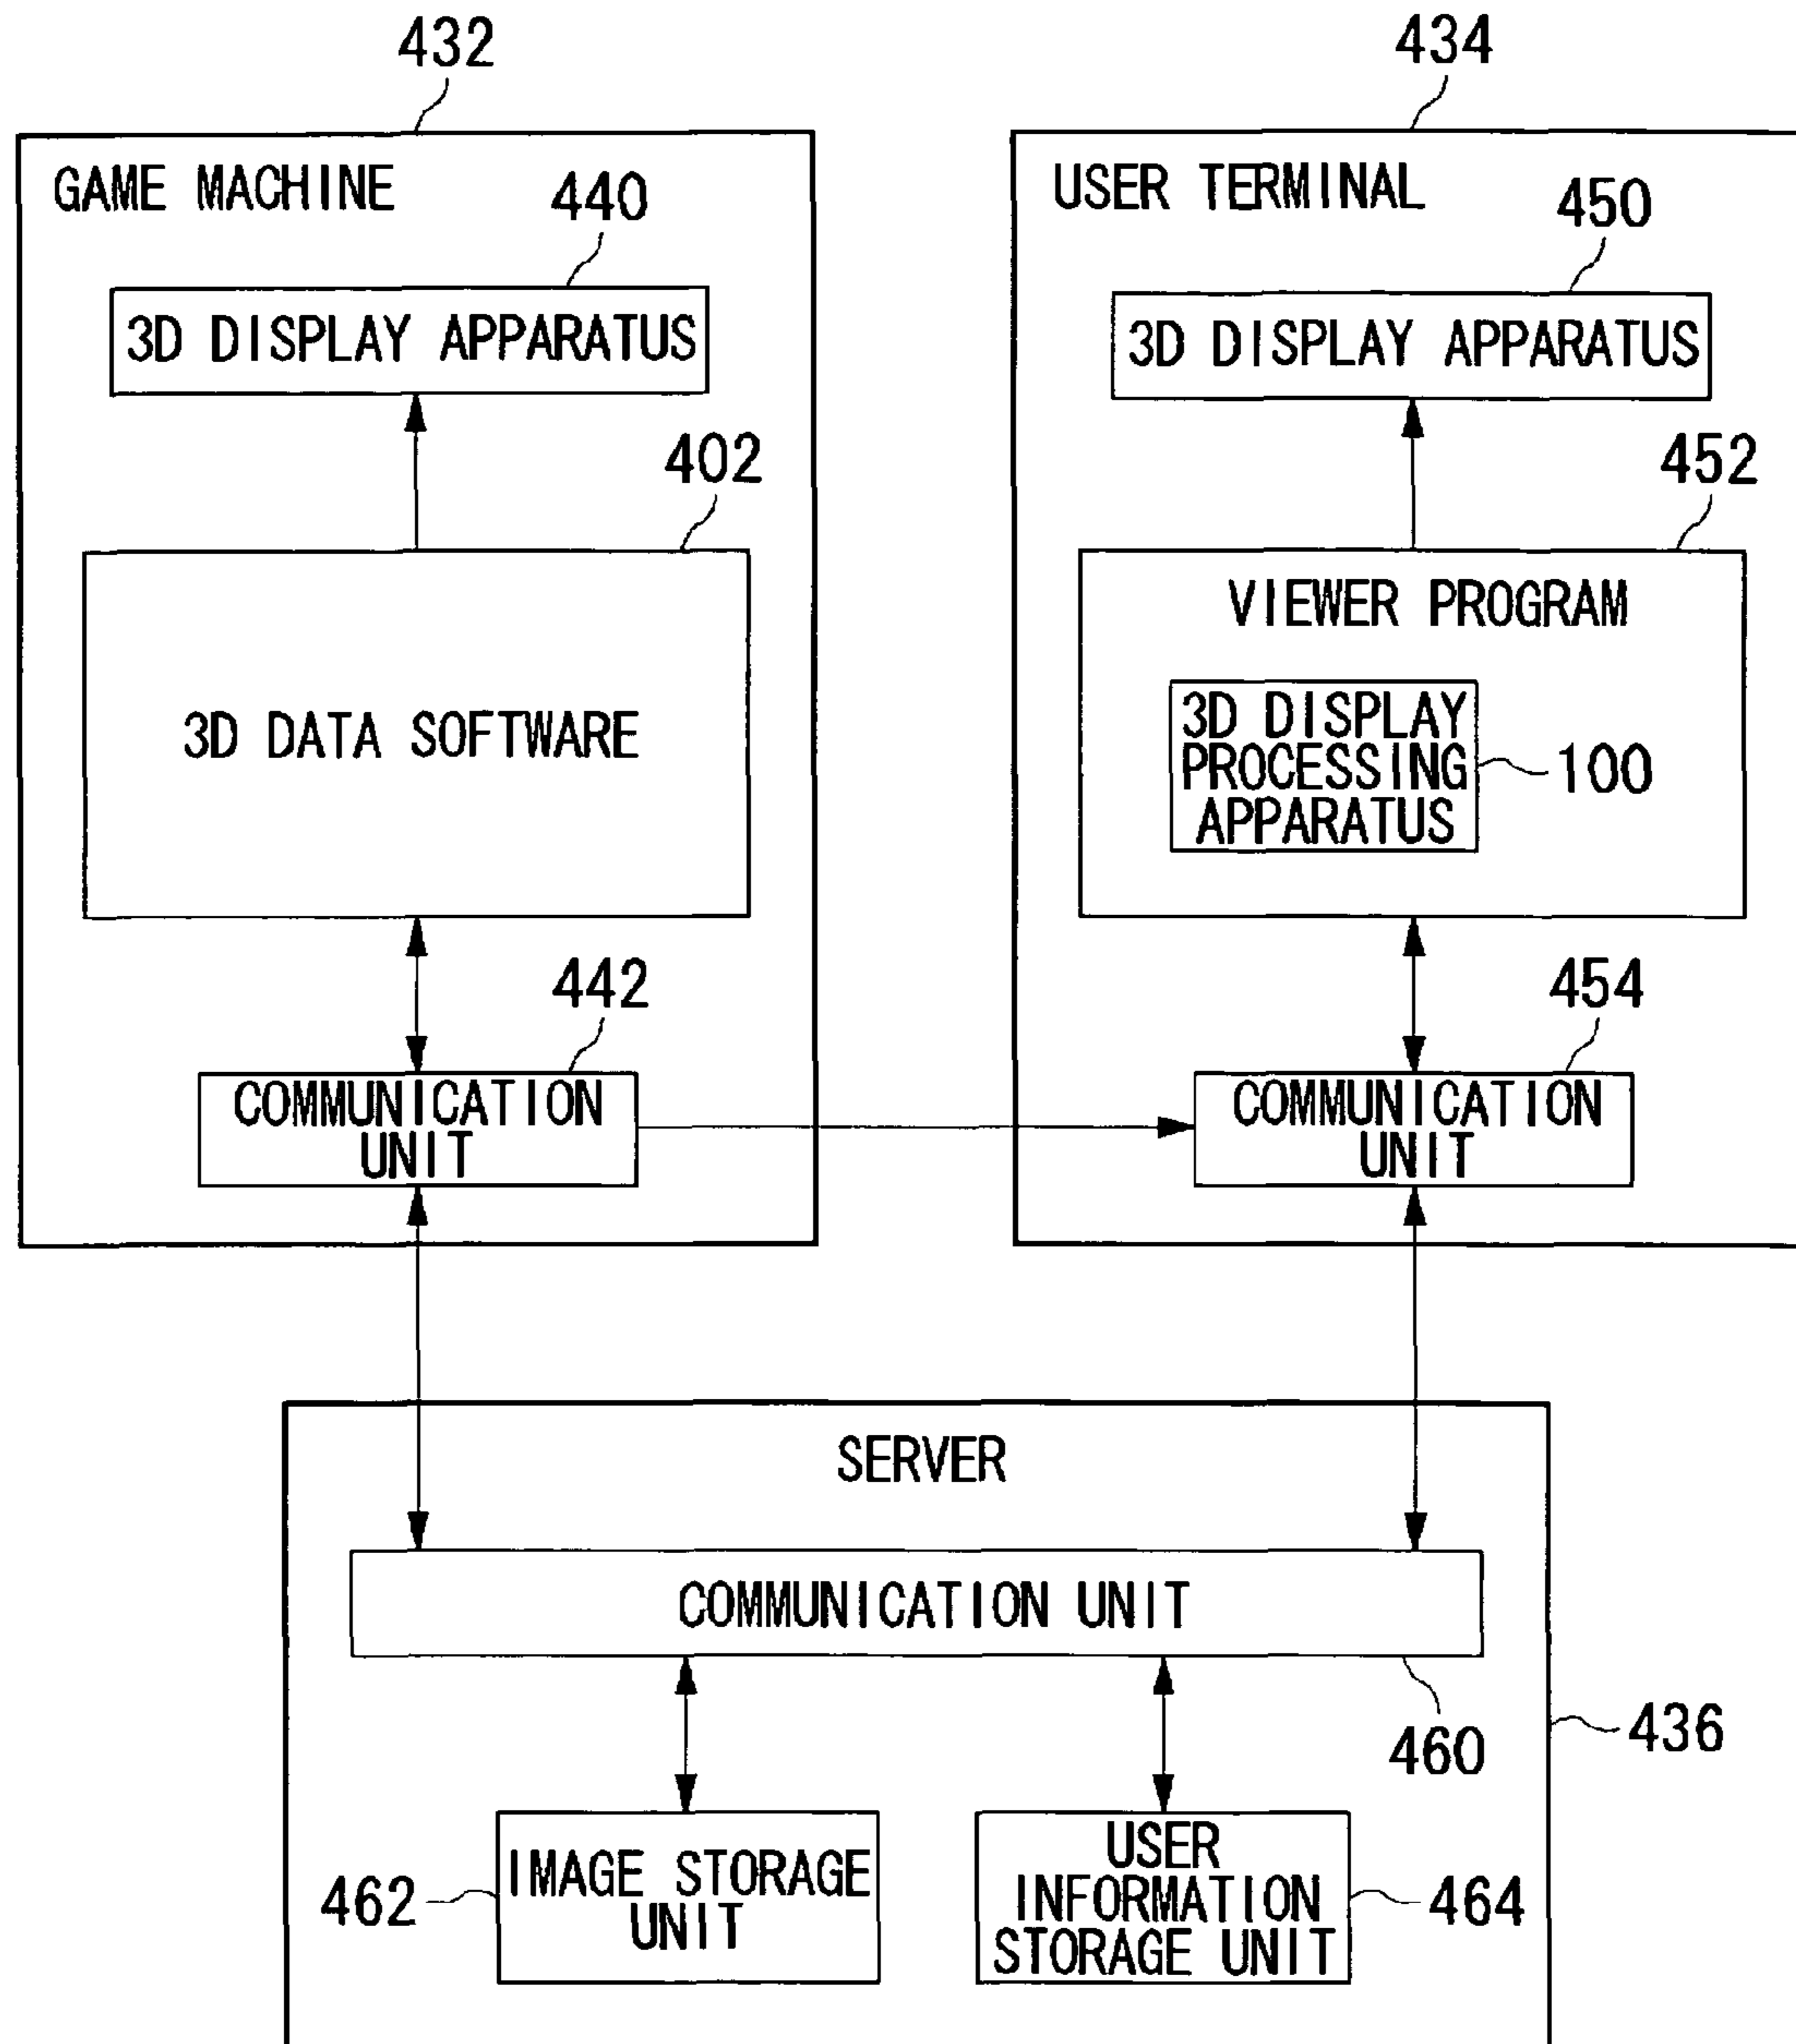 432
434
GAME MACHINE
440
3D DISPLAY APPARATUS
402
3D DATA SOFTWARE
442
COMMUNICATION
UNIT
USER TERMINAL
450
3D DISPLAY APPARATUS
452
VIEWER PROGRAM
3D DISPLAY
PROCESSING
APPARATUS
100
454
COMMUNICATION
UNIT
SERVER
COMMUNICATION UNIT
460
436
462
IMAGE STORAGE
UNIT
USER
INFORMATION
STORAGE UNIT
464